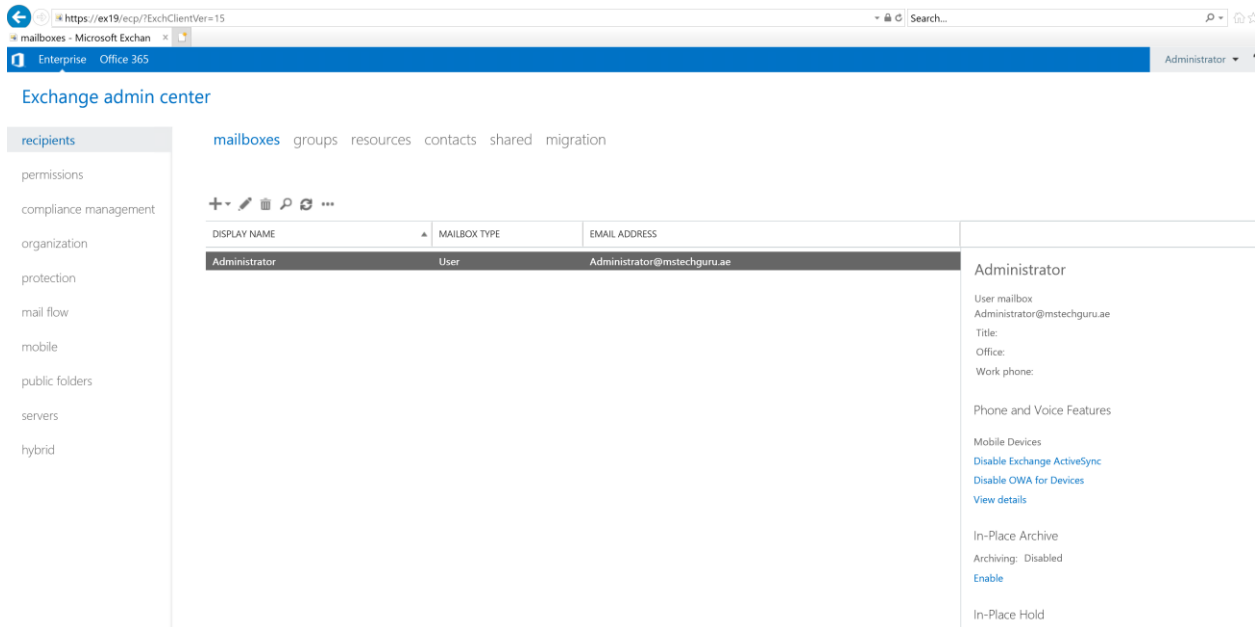 https://ex19/ecp/?ExchClientVer=15
Search...
mailboxes - Microsoft Exchan
Enterprise Office 365
Administrator
Exchange admin center
recipients
permissions
compliance management
organization
protection
mail flow
mobile
public folders
servers
hybrid
mailboxes groups resources contacts shared migration
DISPLAY NAME MAILBOX TYPE EMAIL ADDRESS
Administrator User Administrator@mstechguru.ae
Administrator
User mailbox
Administrator@mstechguru.ae
Title:
Office:
Work phone:
Phone and Voice Features
Mobile Devices
Disable Exchange ActiveSync
Disable OWA for Devices
View details
In-Place Archive
Archiving: Disabled
Enable
In-Place Hold